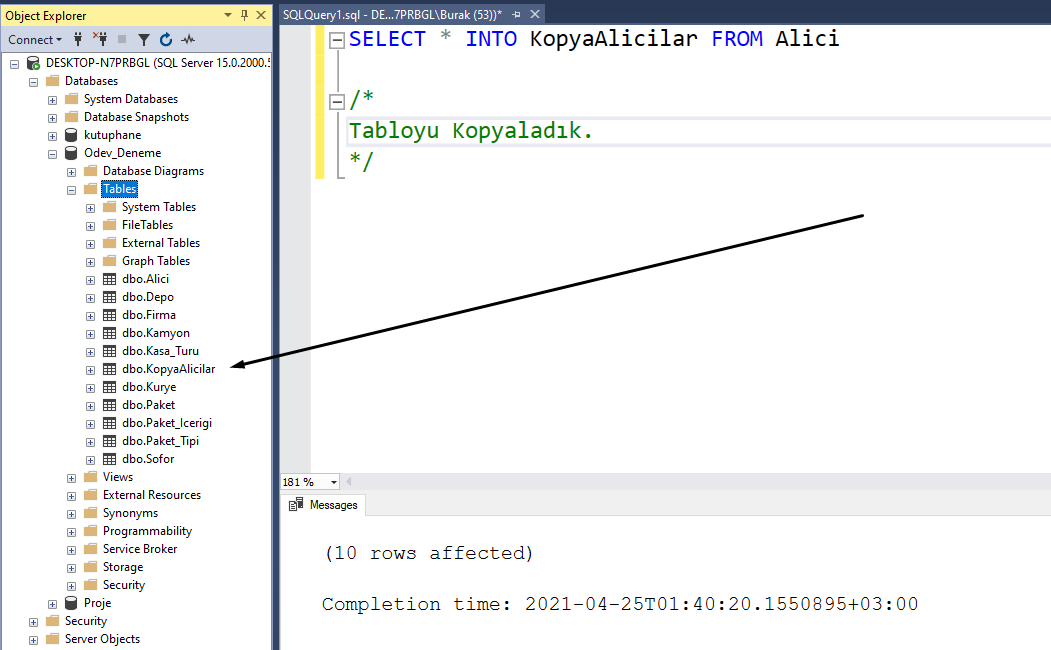 Object Explorer
Connect
DESKTOP-N7PRBGL (SQL Server 15.0.2000.5
Databases
System Databases
Database Snapshots
kutuphane
Odev_Deneme
Database Diagrams
Tables
System Tables
FileTables
External Tables
Graph Tables
dbo.Alici
dbo.Depo
dbo.Firma
dbo.Kamyon
dbo.Kasa_Turu
dbo.KopyaAlicilar
dbo.Kurye
dbo.Paket
dbo.Paket_Icerigi
dbo.Paket_Tipi
dbo.Sofor
Views
External Resources
Synonyms
Programmability
Service Broker
Storage
Security
Proje
Security
Server Objects
SQLQuery1.sql - DE...7PRBGL\Burak (53))*
SELECT * INTO KopyaAlicilar FROM Alici
/*
Tabloyu Kopyaladık.
*/
181 %
Messages
(10 rows affected)
Completion time: 2021-04-25T01:40:20.1550895+03:00